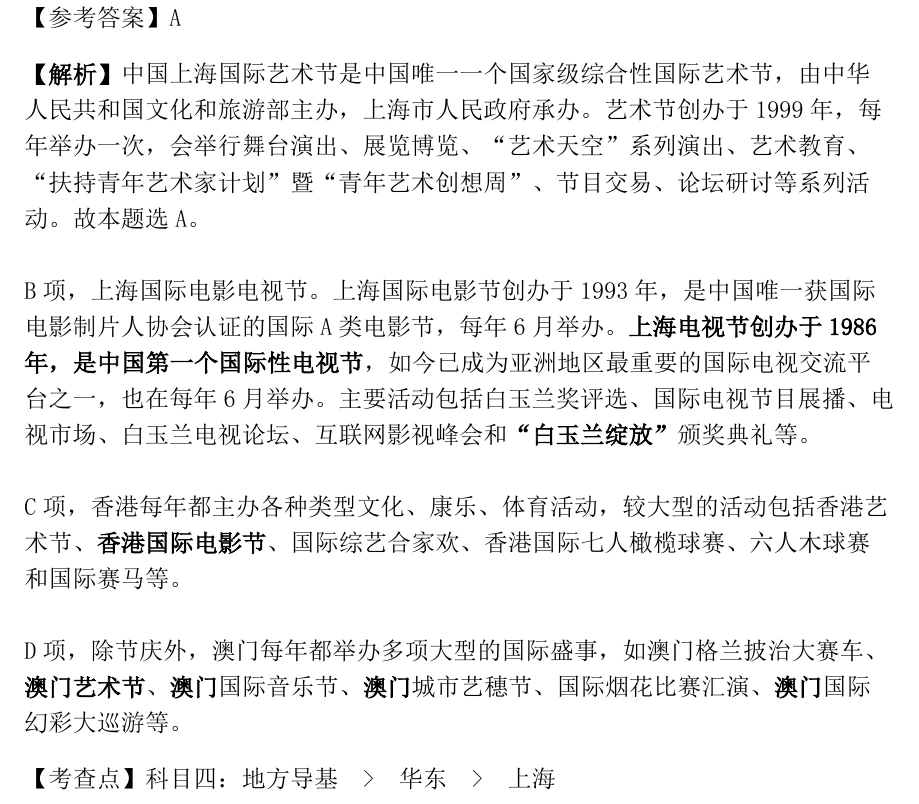 【参考答案】A
【解析】中国上海国际艺术节是中国唯一一个国家级综合性国际艺术节，由中华
人民共和国文化和旅游部主办，上海市人民政府承办。艺术节创办于 1999 年，每
年举办一次，会举行舞台演出、展览博览、“艺术天空”系列演出、艺术教育、
“扶持青年艺术家计划”暨“青年艺术创想周”、节目交易、论坛研讨等系列活
动。故本题选 A。
B 项，上海国际电影电视节。上海国际电影节创办于 1993 年，是中国唯一获国际
电影制片人协会认证的国际 A 类电影节，每年 6 月举办。上海电视节创办于 1986
年，是中国第一个国际性电视节，如今已成为亚洲地区最重要的国际电视交流平
台之一，也在每年 6 月举办。主要活动包括白玉兰奖评选、国际电视节目展播、电
视市场、白玉兰电视论坛、互联网影视峰会和“白玉兰绽放”颁奖典礼等。
C 项，香港每年都主办各种类型文化、康乐、体育活动，较大型的活动包括香港艺
术节、香港国际电影节、国际综艺合家欢、香港国际七人橄榄球赛、六人木球赛
和国际赛马等。
D 项，除节庆外，澳门每年都举办多项大型的国际盛事，如澳门格兰披治大赛车、
澳门艺术节、澳门国际音乐节、澳门城市艺穗节、国际烟花比赛汇演、澳门国际
幻彩大巡游等。
【考查点】科目四：地方导基 > 华东 > 上海